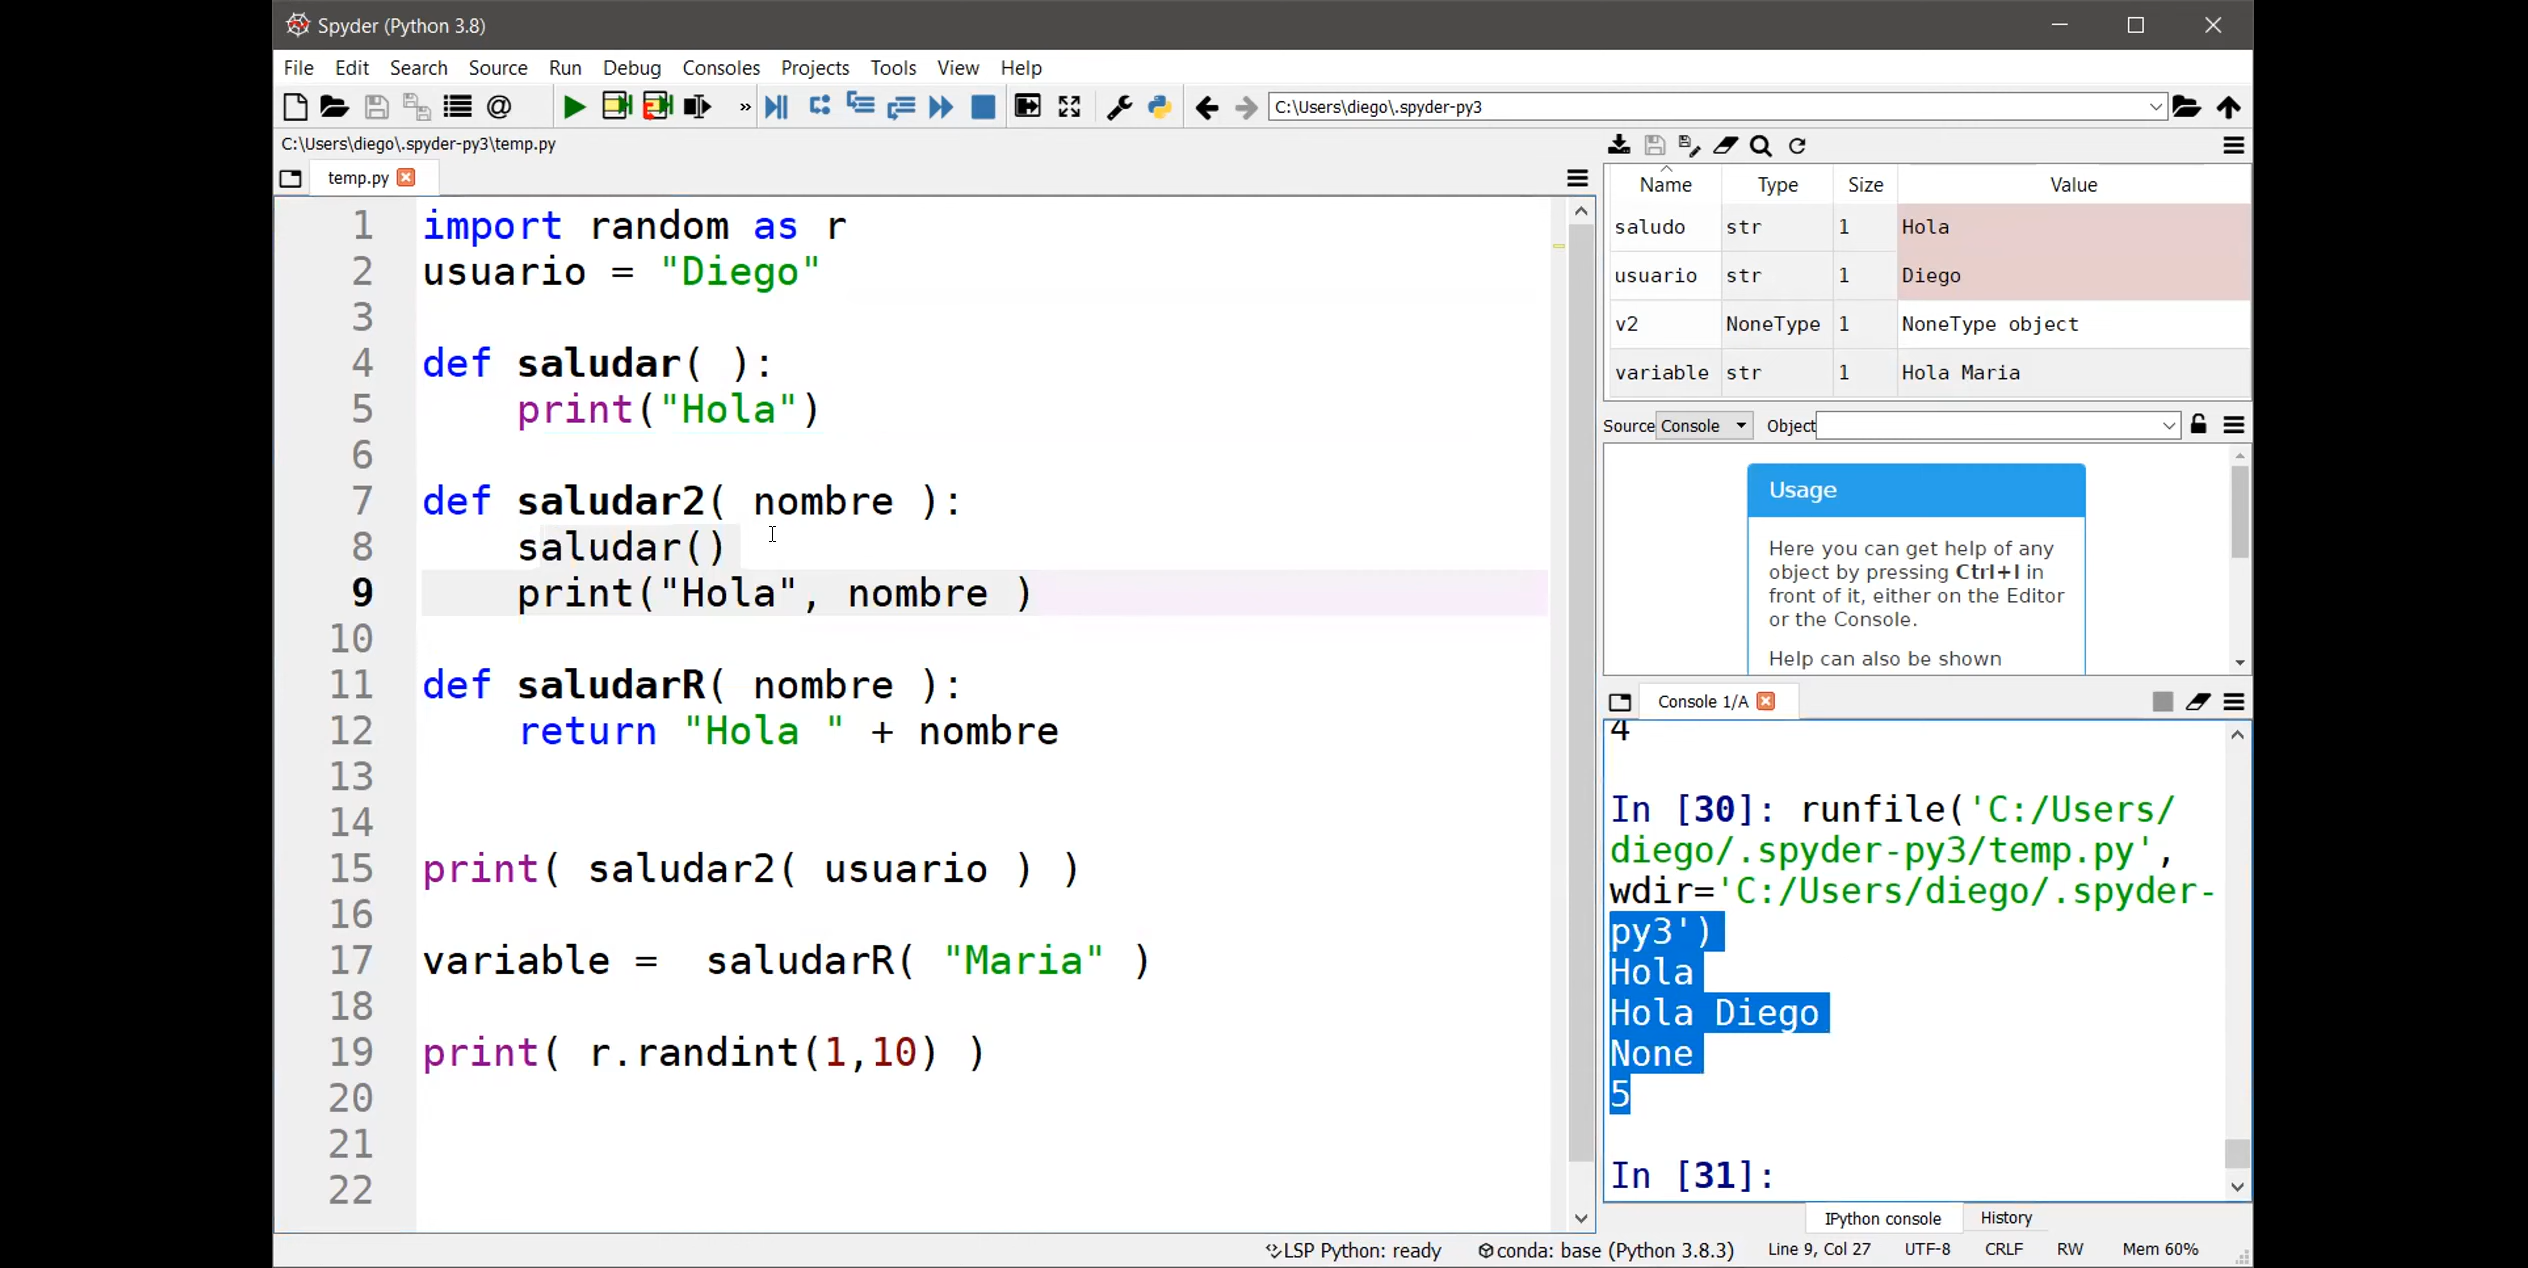 Spyder (Python 3.8)
File Edit Search Source Run Debug Consoles Projects Tools View Help
C:\Users\diego\.spyder-py3
C:\Users\diego\.spyder-py3\temp.py
temp.py
1 import random as r
2 usuario = "Diego"
3
4 def saludar( ):
5 print("Hola")
6
7 def saludar2( nombre ):
8 saludar()
9 print("Hola", nombre )
10
11 def saludarR( nombre ):
12 return "Hola " + nombre
13
14
15 print( saludar2( usuario ) )
16
17 variable =  saludarR( "Maria" )
18
19 print( r.randint(1,10) )
20
21
22
Name Type Size Value
saludo str 1 Hola
usuario str 1 Diego
v2 NoneType 1 NoneType object
variable str 1 Hola Maria
Source Console Object
Usage
Here you can get help of any
object by pressing Ctrl+I in
front of it, either on the Editor
or the Console.
Help can also be shown
Console 1/A
4
In [30]: runfile('C:/Users/
diego/.spyder-py3/temp.py',
wdir='C:/Users/diego/.spyder-
py3')
Hola
Hola Diego
None
5
In [31]:
IPython console History
LSP Python: ready conda: base (Python 3.8.3) Line 9, Col 27 UTF-8 CRLF RW Mem 60%